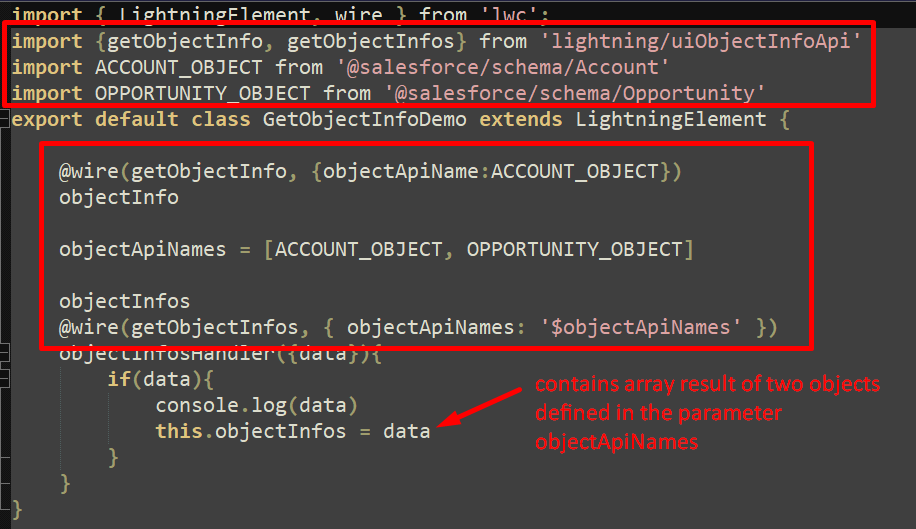 import { LightningElement, wire } from 'lwc';
import {getObjectInfo, getObjectInfos} from 'lightning/uiObjectInfoApi'
import ACCOUNT_OBJECT from '@salesforce/schema/Account'
import OPPORTUNITY_OBJECT from '@salesforce/schema/Opportunity'
export default class GetObjectInfoDemo extends LightningElement {
@wire(getObjectInfo, {objectApiName:ACCOUNT_OBJECT})
objectInfo
objectApiNames = [ACCOUNT_OBJECT, OPPORTUNITY_OBJECT]
objectInfos
@wire(getObjectInfos, { objectApiNames: '$objectApiNames' })
objectInfosHandler({data}){
if(data){
console.log(data)
this.objectInfos = data
}
}
}
contains array result of two objects
defined in the parameter
objectApiNames